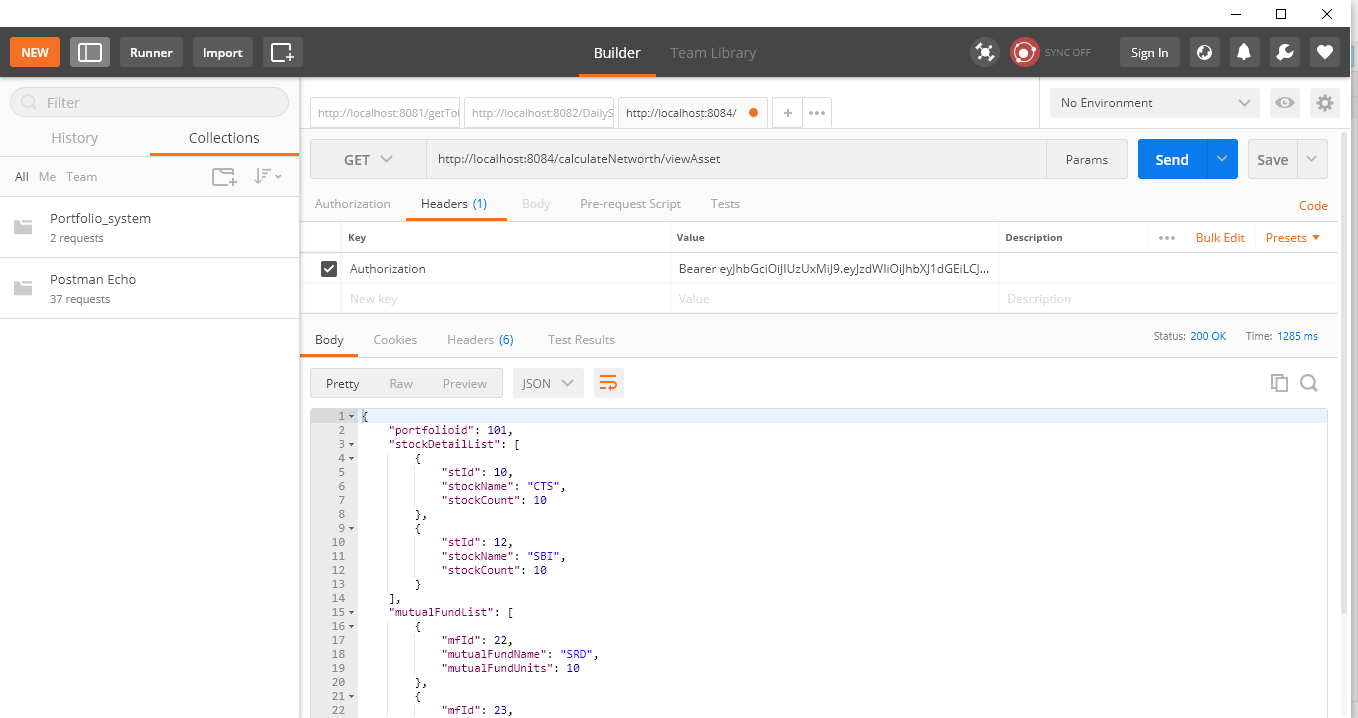 NEW Runner Import Builder Team Library SYNC OFF Sign In
Filter
History Collections
All Me Team
Portfolio_system
2 requests
Postman Echo
37 requests
http://localhost:8081/getTo http://localhost:8082/DailyS http://localhost:8084/ + ••• No Environment
GET http://localhost:8084/calculateNetworth/viewAsset Params Send Save
Authorization Headers (1) Body Pre-request Script Tests Code
Key Value Description ••• Bulk Edit Presets
Authorization Bearer eyJhbGciOiJIUzUxMiJ9.eyJzdWIiOiJhbXJ1dGEiLCJ...
New key Value Description
Body Cookies Headers (6) Test Results Status: 200 OK Time: 1285 ms
Pretty Raw Preview JSON
1 {
2 "portfolioid": 101,
3 "stockDetailList": [
4 {
5 "stId": 10,
6 "stockName": "CTS",
7 "stockCount": 10
8 },
9 {
10 "stId": 12,
11 "stockName": "SBI",
12 "stockCount": 10
13 }
14 ],
15 "mutualFundList": [
16 {
17 "mfId": 22,
18 "mutualFundName": "SRD",
19 "mutualFundUnits": 10
20 },
21 {
22 "mfId": 23,